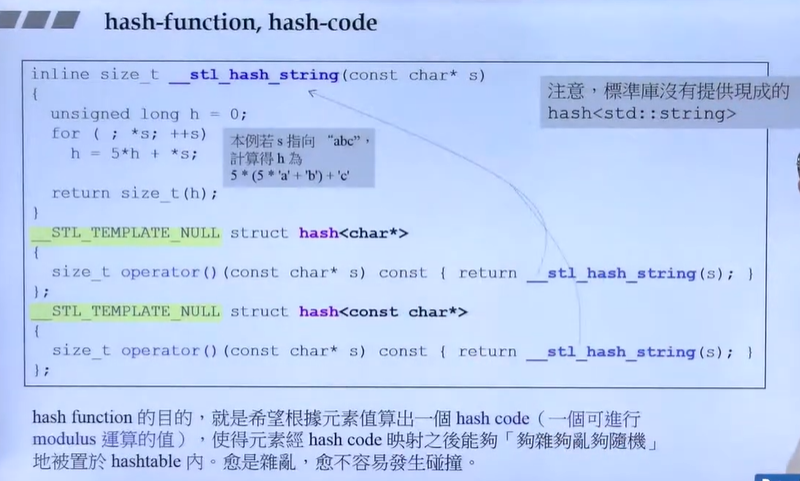 hash-function, hash-code
inline size_t __stl_hash_string(const char* s)
{
unsigned long h = 0;
for ( ; *s; ++s)
h = 5*h + *s;
return size_t(h);
}
注意，標準庫沒有提供現成的
hash<std::string>
本例若 s 指向 “abc”，
計算得 h 為
5 * (5 * 'a' + 'b') + 'c'
__STL_TEMPLATE_NULL struct hash<char*>
{
size_t operator()(const char* s) const { return __stl_hash_string(s); }
};
__STL_TEMPLATE_NULL struct hash<const char*>
{
size_t operator()(const char* s) const { return __stl_hash_string(s); }
};
hash function 的目的，就是希望根據元素值算出一個 hash code（一個可進行
modulus 運算的值），使得元素經 hash code 映射之後能夠「夠雜夠亂夠隨機」
地被置於 hashtable 內。愈是雜亂，愈不容易發生碰撞。